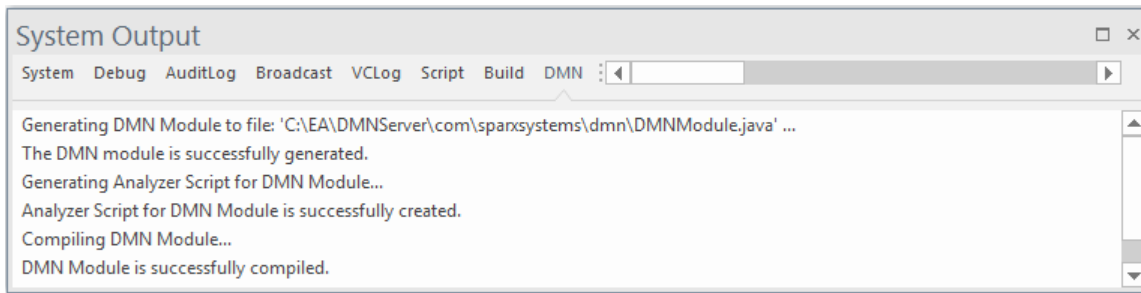 System Output
System Debug AuditLog Broadcast VCLog Script Build DMN
Generating DMN Module to file: 'C:\EA\DMNServer\com\sparxsystems\dmn\DMNModule.java' ...
The DMN module is successfully generated.
Generating Analyzer Script for DMN Module...
Analyzer Script for DMN Module is successfully created.
Compiling DMN Module...
DMN Module is successfully compiled.